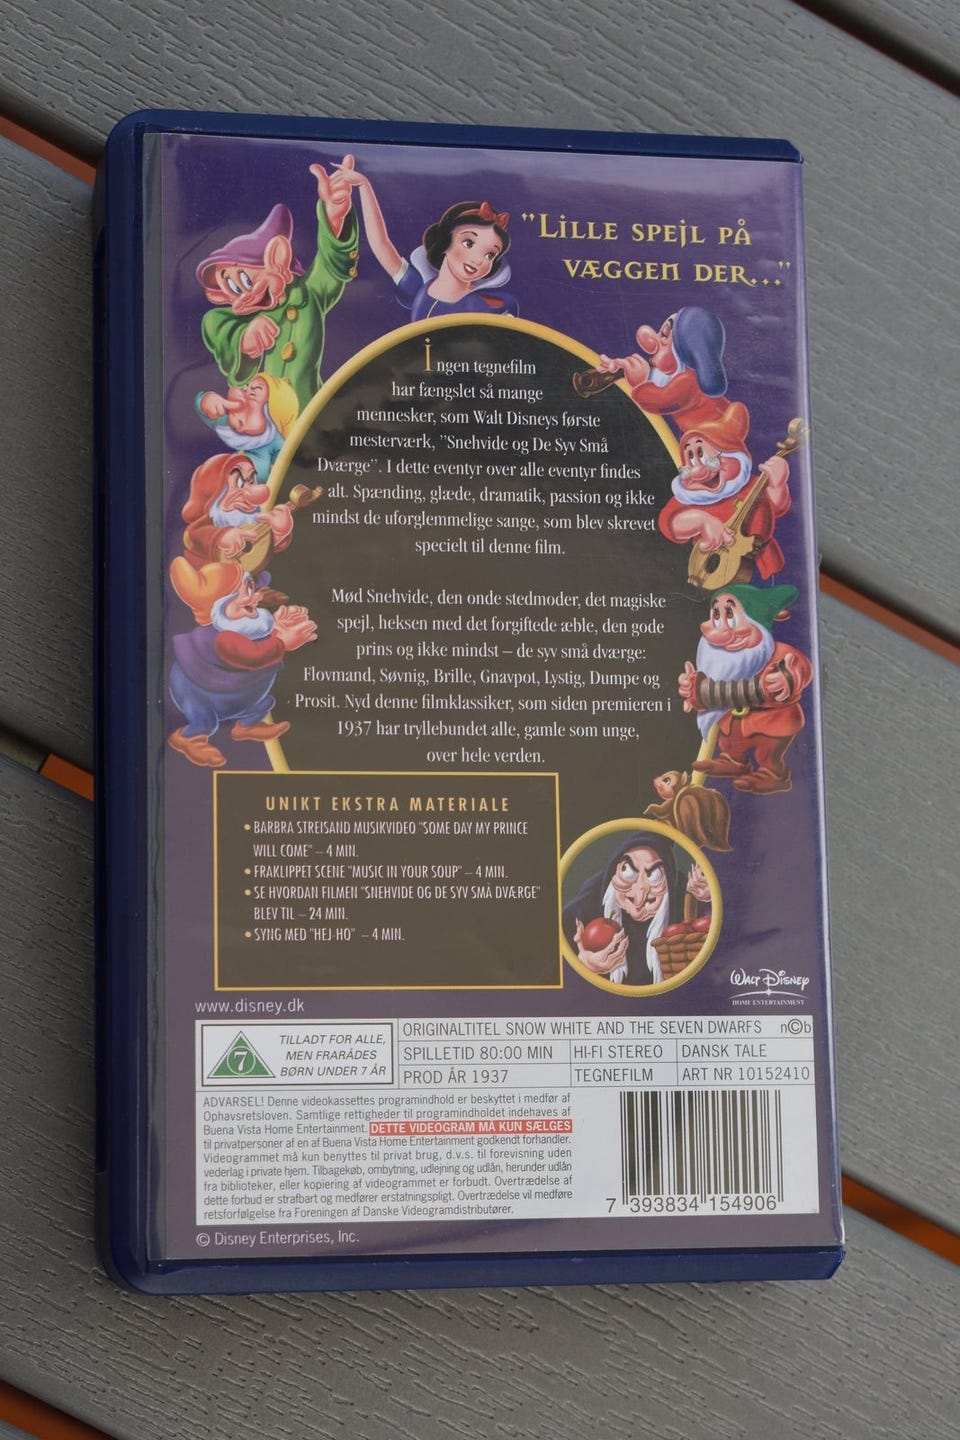 "LILLE SPEJL PÅ
VÆGGEN DER..."
Ingen tegnefilm
har fængslet så mange
mennesker, som Walt Disneys første
mesterværk, "Snehvide og De Syv Små
Dværge". I dette eventyr over alle eventyr findes
alt. Spænding, glæde, dramatik, passion og ikke
mindst de uforglemmelige sange, som blev skrevet
specielt til denne film.
Mød Snehvide, den onde stedmoder, det magiske
spejl, heksen med det forgiftede æble, den gode
prins og ikke mindst – de syv små dværge:
Flovmand, Søvnig, Brille, Gnavpot, Lystig, Dumpe og
Prosit. Nyd denne filmklassiker, som siden premieren i
1937 har tryllebundet alle, gamle som unge,
over hele verden.
UNIKT EKSTRA MATERIALE
• BARBRA STREISAND MUSIKVIDEO "SOME DAY MY PRINCE
WILL COME" – 4 MIN.
• FRAKLIPPET SCENE "MUSIC IN YOUR SOUP" – 4 MIN.
• SE HVORDAN FILMEN "SNEHVIDE OG DE SYV SMÅ DVÆRGE"
BLEV TIL – 24 MIN.
• SYNG MED "HEJ-HO" – 4 MIN.
WALT DISNEY
HOME ENTERTAINMENT
www.disney.dk
7
TILLADT FOR ALLE,
MEN FRARÅDES
BØRN UNDER 7 ÅR
ORIGINALTITEL SNOW WHITE AND THE SEVEN DWARFS n©b
SPILLETID 80:00 MIN HI-FI STEREO DANSK TALE
PROD ÅR 1937 TEGNEFILM ART NR 10152410
ADVARSEL! Denne videokassettes programindhold er beskyttet i medfør af
Ophavsretsloven. Samtlige rettigheder til programindholdet indehaves af
Buena Vista Home Entertainment. DETTE VIDEOGRAM MÅ KUN SÆLGES
til privatpersoner af en af Buena Vista Home Entertainment godkendt forhandler.
Videogrammet må kun benyttes til privat brug, d.v.s. til forevisning uden
vederlag i private hjem. Tilbagekøb, ombytning, udlejning og udlån, herunder udlån
fra biblioteker, eller kopiering af videogrammet er forbudt. Overtrædelse af
dette forbud er strafbart og medfører erstatningspligt. Overtrædelse vil medføre
retsforfølgelse fra Foreningen af Danske Videogramdistributører.
7 393834 154906
© Disney Enterprises, Inc.